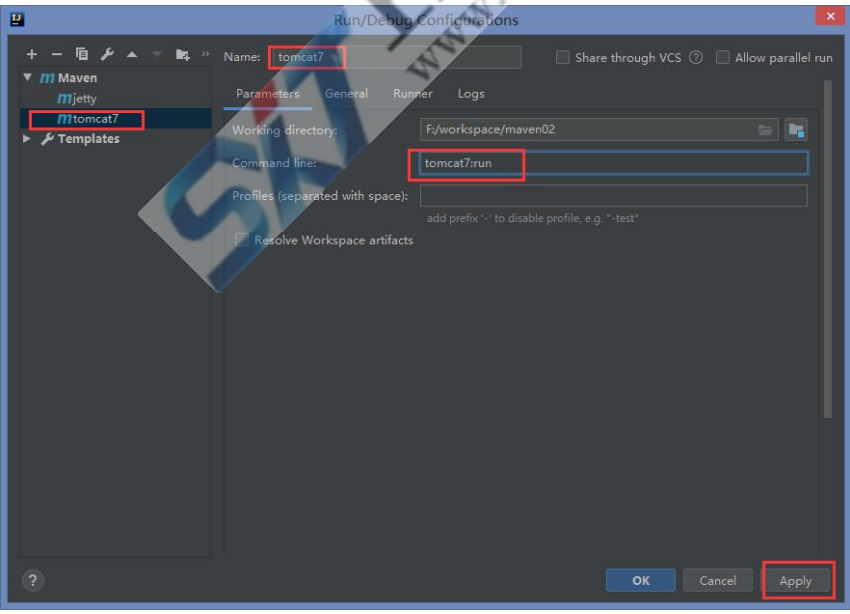 Run/Debug Configurations
Name: tomcat7
Share through VCS
Allow parallel run
Maven
jetty
tomcat7
Templates
Parameters General Runner Logs
Working directory: F:/workspace/maven02
Command line: tomcat7:run
Profiles (separated with space):
add prefix '-' to disable profile, e.g. "-test"
Resolve Workspace artifacts
? OK Cancel Apply
SXT
www.